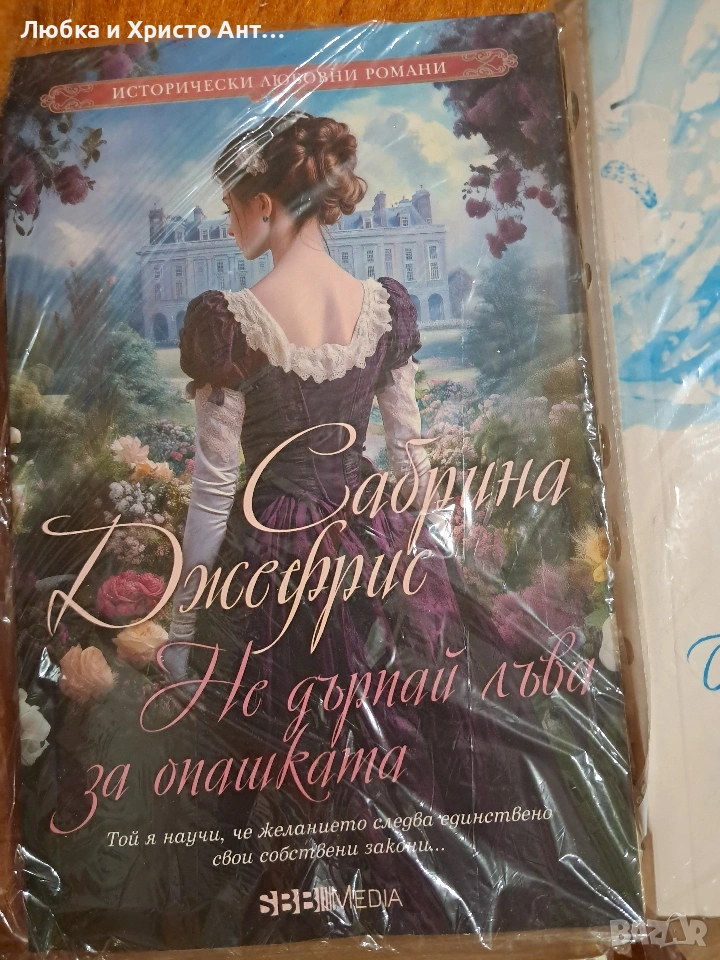 Любка и Христо Ант...
ИСТОРИЧЕСКИ ЛЮБОВНИ РОМАНИ
Сабрина
Джефрис
Не дърпай лъва
за опашката
Той я научи, че желанието следва единствено
свои собствени закони...
SBB MEDIA
BAZAR